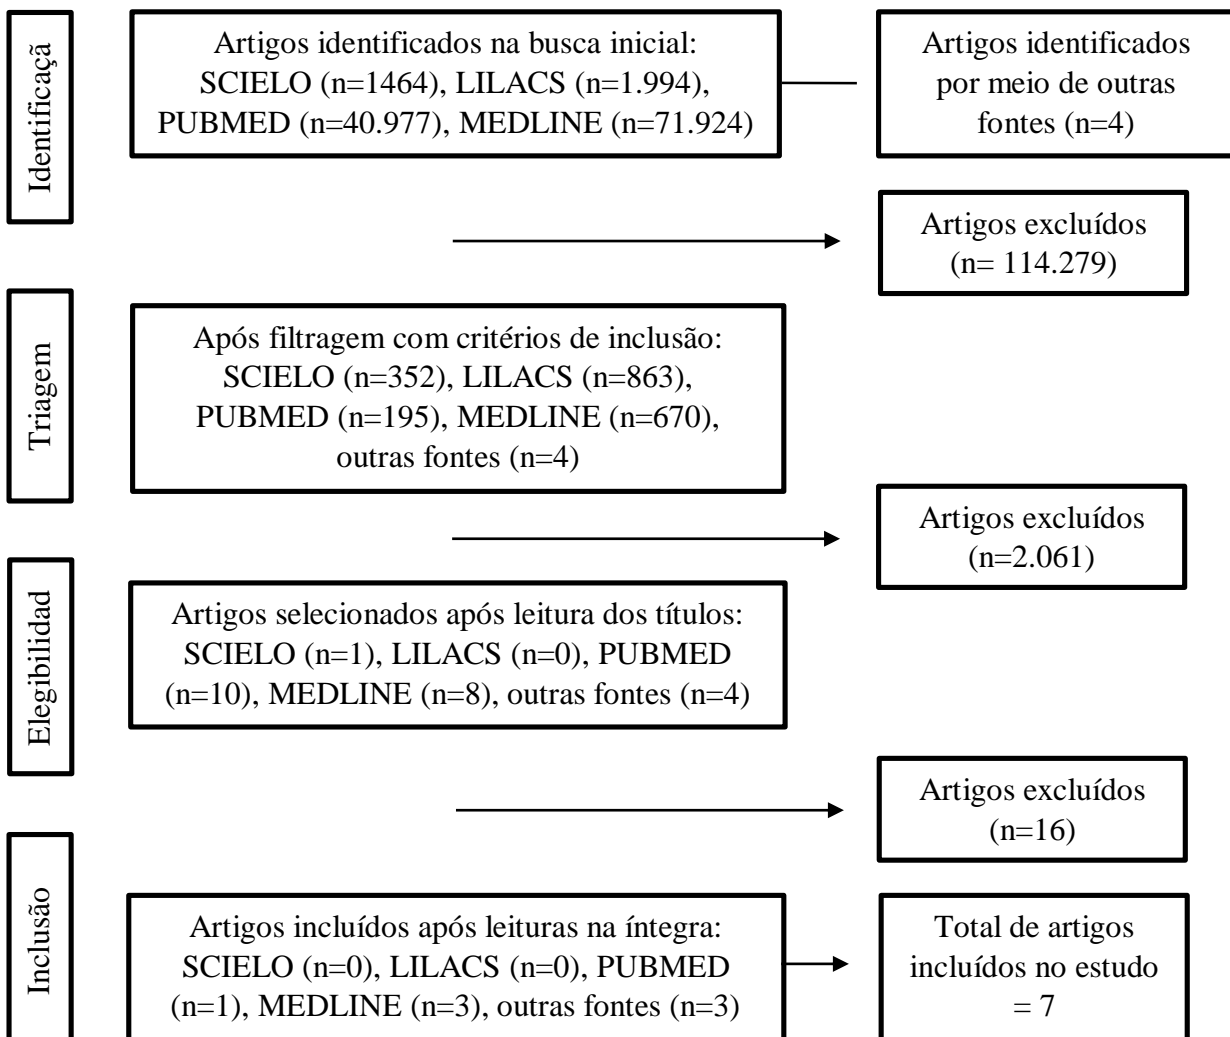 Identificaçã
Artigos identificados na busca inicial:
SCIELO (n=1464), LILACS (n=1.994),
PUBMED (n=40.977), MEDLINE (n=71.924)
Artigos identificados
por meio de outras
fontes (n=4)
Artigos excluídos
(n= 114.279)
Triagem
Após filtragem com critérios de inclusão:
SCIELO (n=352), LILACS (n=863),
PUBMED (n=195), MEDLINE (n=670),
outras fontes (n=4)
Artigos excluídos
(n=2.061)
Elegibilidad
Artigos selecionados após leitura dos títulos:
SCIELO (n=1), LILACS (n=0), PUBMED
(n=10), MEDLINE (n=8), outras fontes (n=4)
Artigos excluídos
(n=16)
Inclusão
Artigos incluídos após leituras na íntegra:
SCIELO (n=0), LILACS (n=0), PUBMED
(n=1), MEDLINE (n=3), outras fontes (n=3)
Total de artigos
incluídos no estudo
= 7